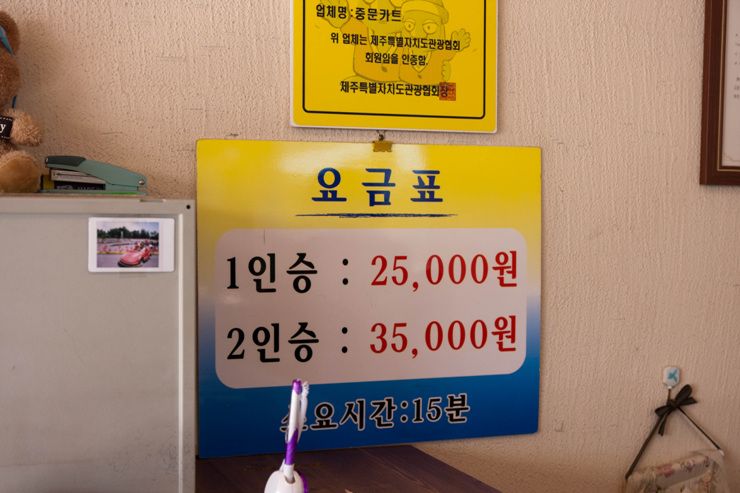 업체명:중문카트
위 업체는 제주특별자치도관광협회
회원임을 인증함.
제주특별자치도관광협회장
요금표
1인승 : 25,000원
2인승 : 35,000원
소요시간:15분
y